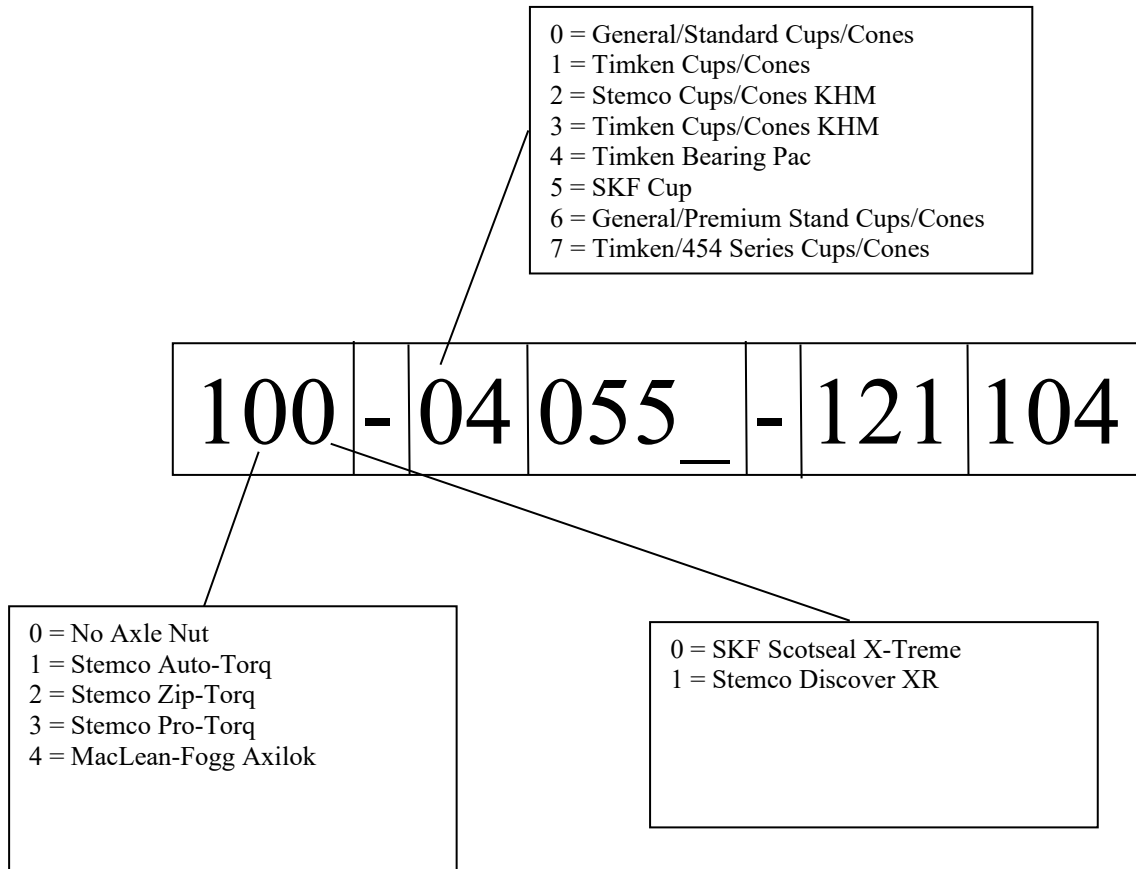 0 = General/Standard Cups/Cones
1 = Timken Cups/Cones
2 = Stemco Cups/Cones KHM
3 = Timken Cups/Cones KHM
4 = Timken Bearing Pac
5 = SKF Cup
6 = General/Premium Stand Cups/Cones
7 = Timken/454 Series Cups/Cones
100 - 04 055_ - 121 104
0 = No Axle Nut
1 = Stemco Auto-Torq
2 = Stemco Zip-Torq
3 = Stemco Pro-Torq
4 = MacLean-Fogg Axilok
0 = SKF Scotseal X-Treme
1 = Stemco Discover XR